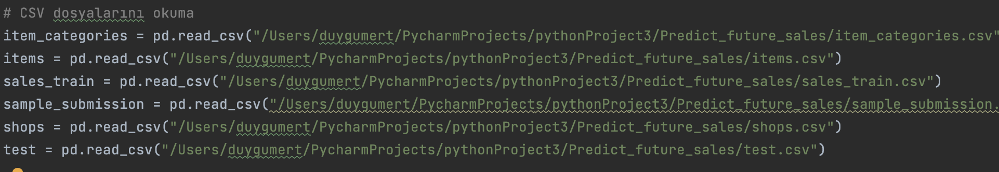 # CSV dosyalarını okuma
item_categories = pd.read_csv("/Users/duygumert/PycharmProjects/pythonProject3/Predict_future_sales/item_categories.csv"
items = pd.read_csv("/Users/duygumert/PycharmProjects/pythonProject3/Predict_future_sales/items.csv")
sales_train = pd.read_csv("/Users/duygumert/PycharmProjects/pythonProject3/Predict_future_sales/sales_train.csv")
sample_submission = pd.read_csv("/Users/duygumert/PycharmProjects/pythonProject3/Predict_future_sales/sample_submission.
shops = pd.read_csv("/Users/duygumert/PycharmProjects/pythonProject3/Predict_future_sales/shops.csv")
test = pd.read_csv("/Users/duygumert/PycharmProjects/pythonProject3/Predict_future_sales/test.csv")